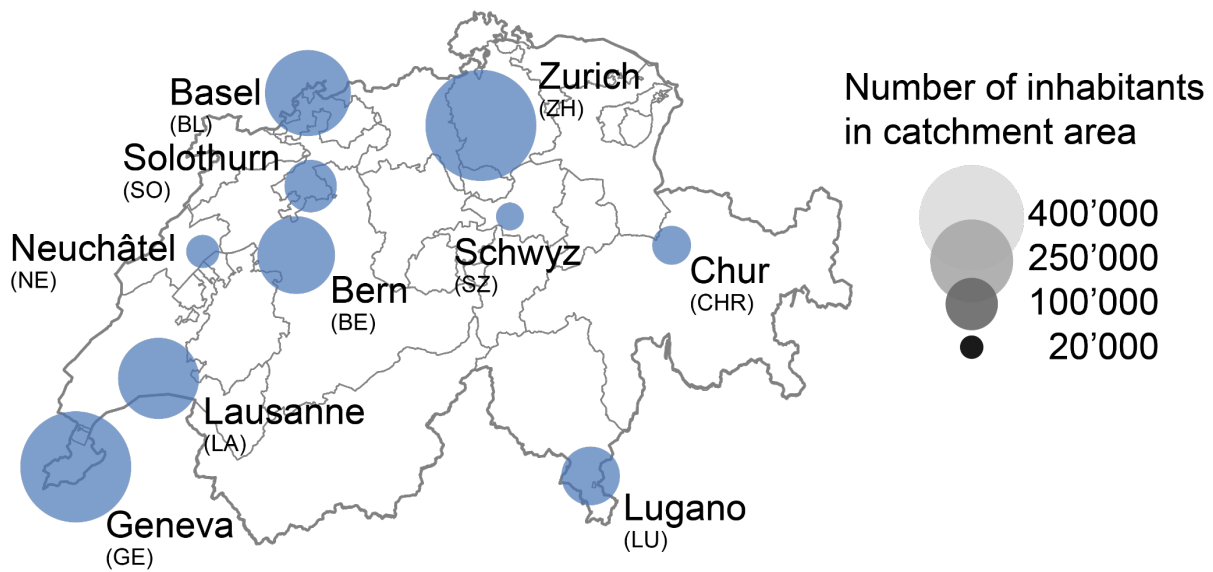 Basel
(BL)
Zurich
(ZH)
Solothurn
(SO)
Neuchâtel
(NE)
Bern
(BE)
Schwyz
(SZ)
Chur
(CHR)
Lausanne
(LA)
Geneva
(GE)
Lugano
(LU)
Number of inhabitants
in catchment area
400’000
250’000
100’000
20’000